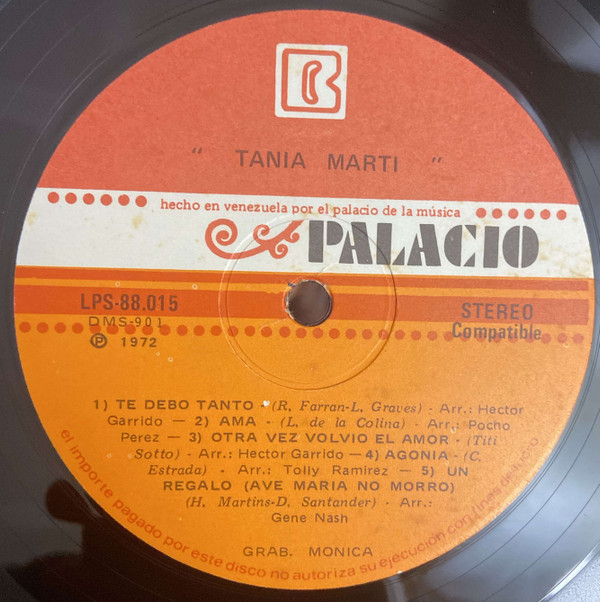 " TANIA MARTI "
hecho en venezuela por el palacio de la música
PALACIO
LPS-88.015
DMS-901
℗ 1972
STEREO
Compatible
1) TE DEBO TANTO - (R, Farran-L, Graves) - Arr.: Hector
Garrido — 2) AMA - (L. de la Colina) - Arr.: Pocho
Perez — 3) OTRA VEZ VOLVIO EL AMOR - (Titi
Sotto) - Arr.: Hector Garrido — 4) AGONIA - (C,
Estrada) - Arr.: Tolly Ramirez — 5) UN
REGALO (AVE MARIA NO MORRO)
(H. Martins-D, Santander) - Arr.:
Gene Nash
GRAB. MONICA
el importe pagado por este disco no autoriza su ejecución con fines de lucro